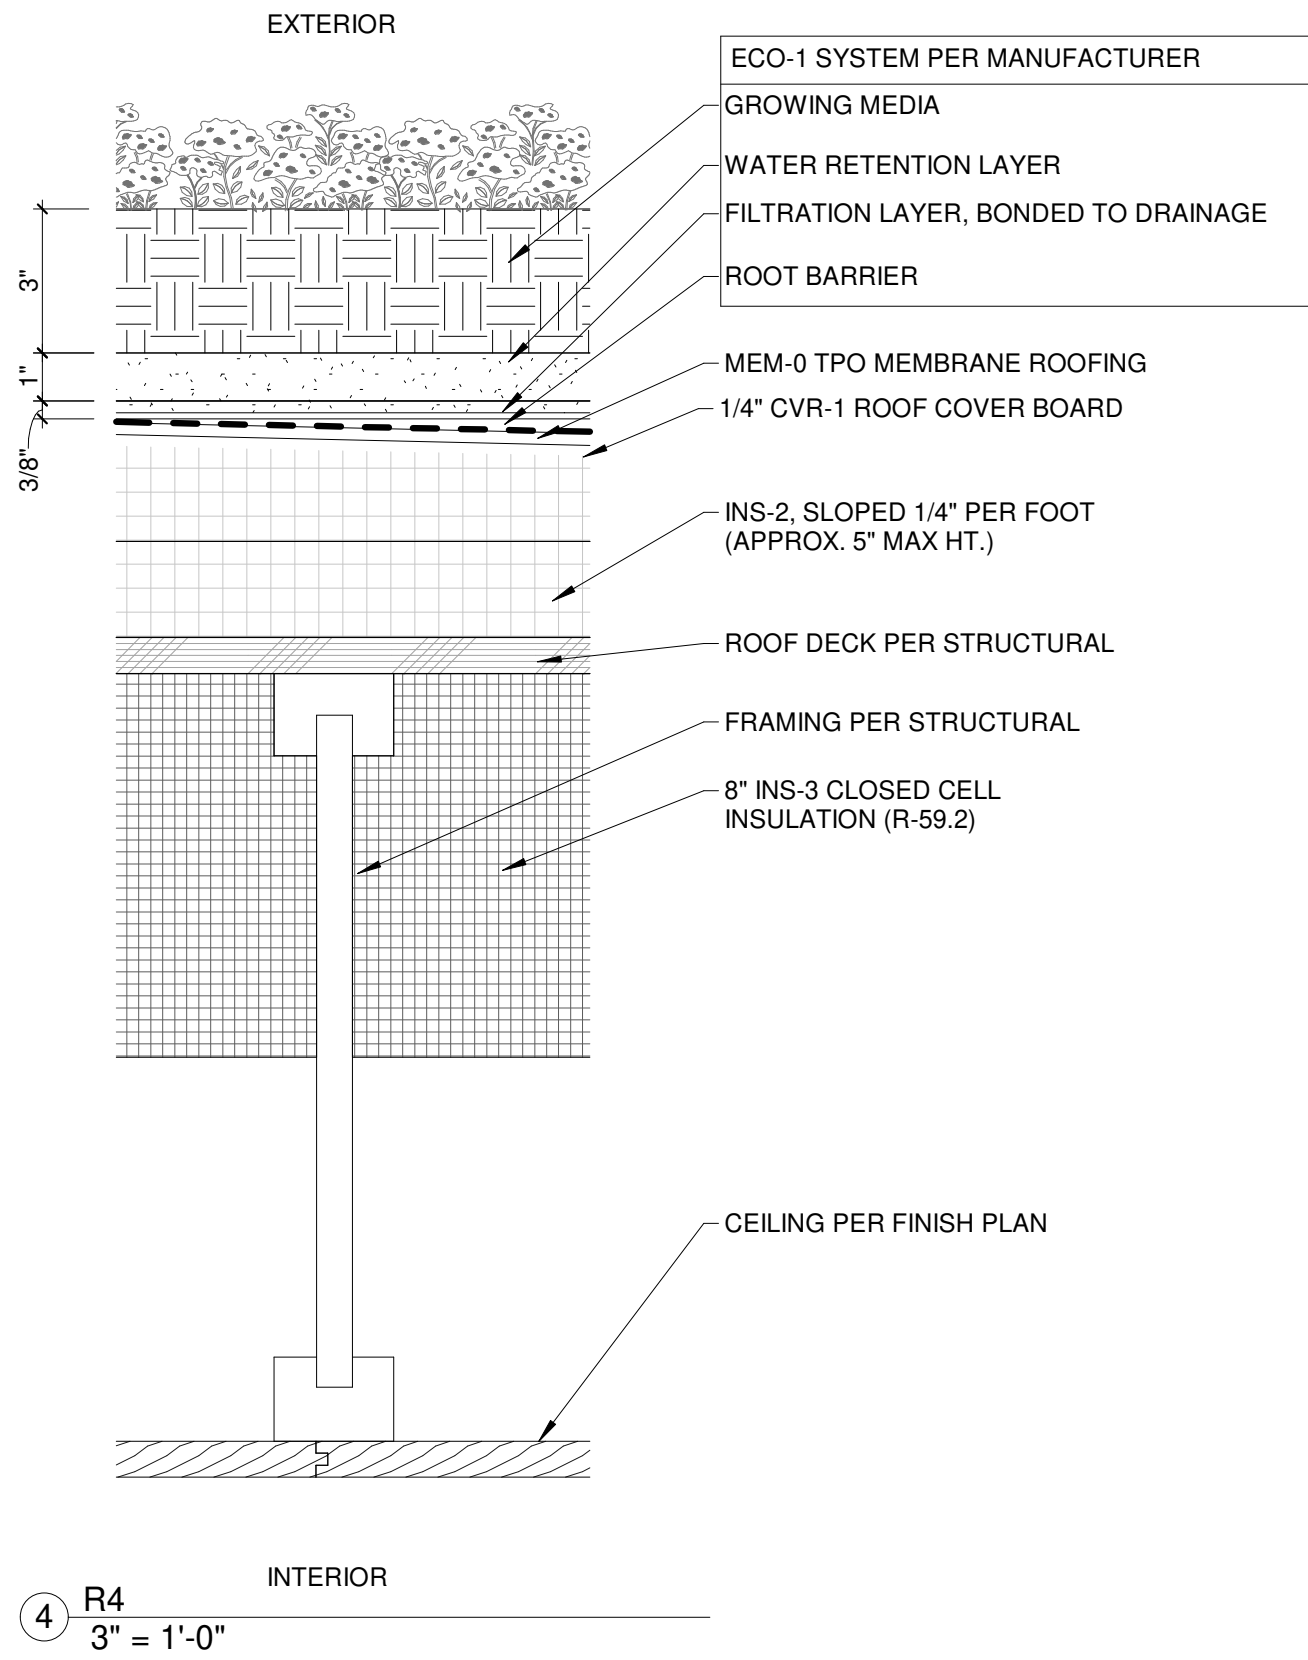 EXTERIOR
ECO-1 SYSTEM PER MANUFACTURER
GROWING MEDIA
WATER RETENTION LAYER
FILTRATION LAYER, BONDED TO DRAINAGE
ROOT BARRIER
3"
1"
3/8"
MEM-0 TPO MEMBRANE ROOFING
1/4" CVR-1 ROOF COVER BOARD
INS-2, SLOPED 1/4" PER FOOT
(APPROX. 5" MAX HT.)
ROOF DECK PER STRUCTURAL
FRAMING PER STRUCTURAL
8" INS-3 CLOSED CELL
INSULATION (R-59.2)
CEILING PER FINISH PLAN
INTERIOR
4
R4
3" = 1'-0"